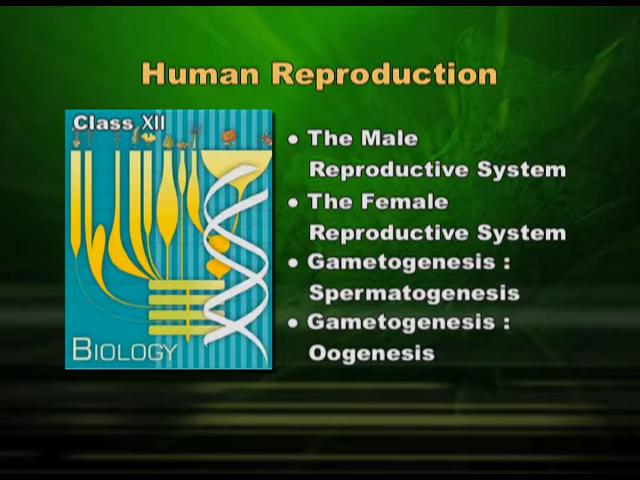 Human Reproduction
Class XII
BIOLOGY
● The Male
Reproductive System
● The Female
Reproductive System
● Gametogenesis :
Spermatogenesis
● Gametogenesis :
Oogenesis